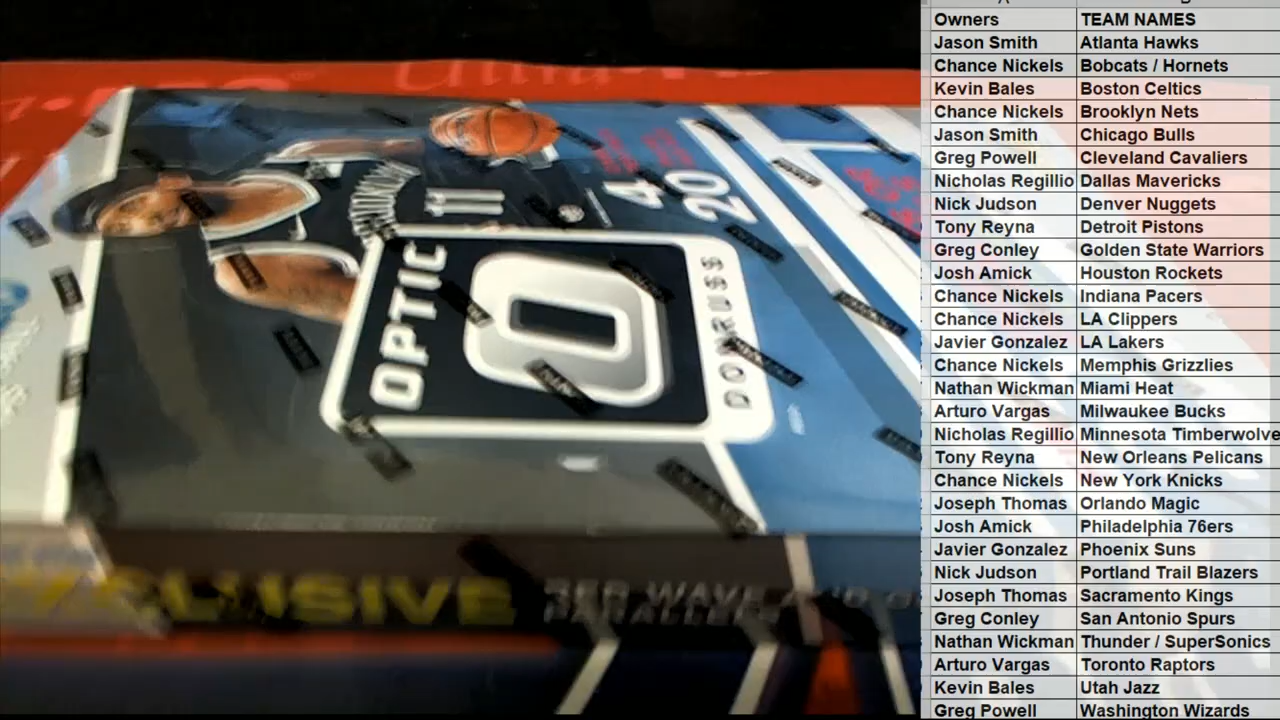 OPTIC
DONRUSS
11
4
20
EXCLUSIVE
PARALLELS
Owners TEAM NAMES
Jason Smith Atlanta Hawks
Chance Nickels Bobcats / Hornets
Kevin Bales Boston Celtics
Chance Nickels Brooklyn Nets
Jason Smith Chicago Bulls
Greg Powell Cleveland Cavaliers
Nicholas Regillio Dallas Mavericks
Nick Judson Denver Nuggets
Tony Reyna Detroit Pistons
Greg Conley Golden State Warriors
Josh Amick Houston Rockets
Chance Nickels Indiana Pacers
Chance Nickels LA Clippers
Javier Gonzalez LA Lakers
Chance Nickels Memphis Grizzlies
Nathan Wickman Miami Heat
Arturo Vargas Milwaukee Bucks
Nicholas Regillio Minnesota Timberwolve
Tony Reyna New Orleans Pelicans
Chance Nickels New York Knicks
Joseph Thomas Orlando Magic
Josh Amick Philadelphia 76ers
Javier Gonzalez Phoenix Suns
Nick Judson Portland Trail Blazers
Joseph Thomas Sacramento Kings
Greg Conley San Antonio Spurs
Nathan Wickman Thunder / SuperSonics
Arturo Vargas Toronto Raptors
Kevin Bales Utah Jazz
Greg Powell Washington Wizards